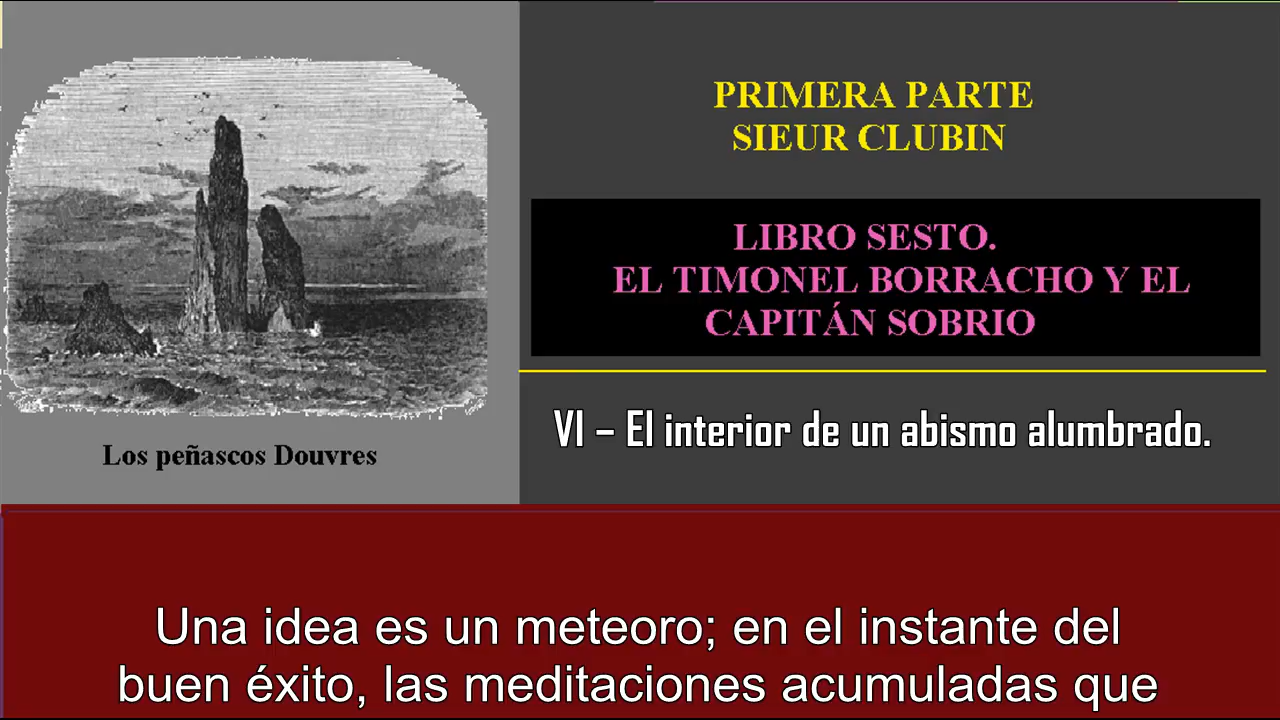 PRIMERA PARTE
SIEUR CLUBIN
LIBRO SESTO.
EL TIMONEL BORRACHO Y EL
CAPITÁN SOBRIO
VI – El interior de un abismo alumbrado.
Los peñascos Douvres
Una idea es un meteoro; en el instante del
buen éxito, las meditaciones acumuladas que